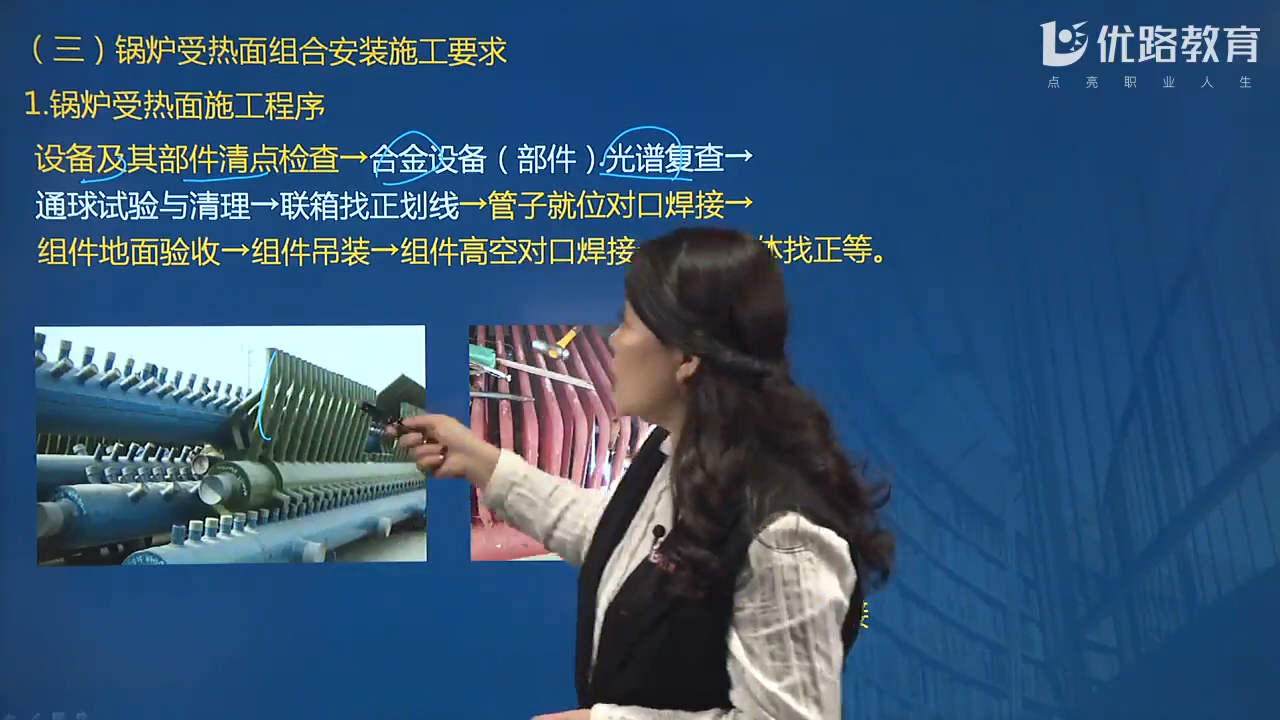 （三）锅炉受热面组合安装施工要求
优路教育
点亮职业人生
1.锅炉受热面施工程序
设备及其部件清点检查→合金设备（部件）光谱复查→
通球试验与清理→联箱找正划线→管子就位对口焊接→
组件地面验收→组件吊装→组件高空对口焊接
体找正等。